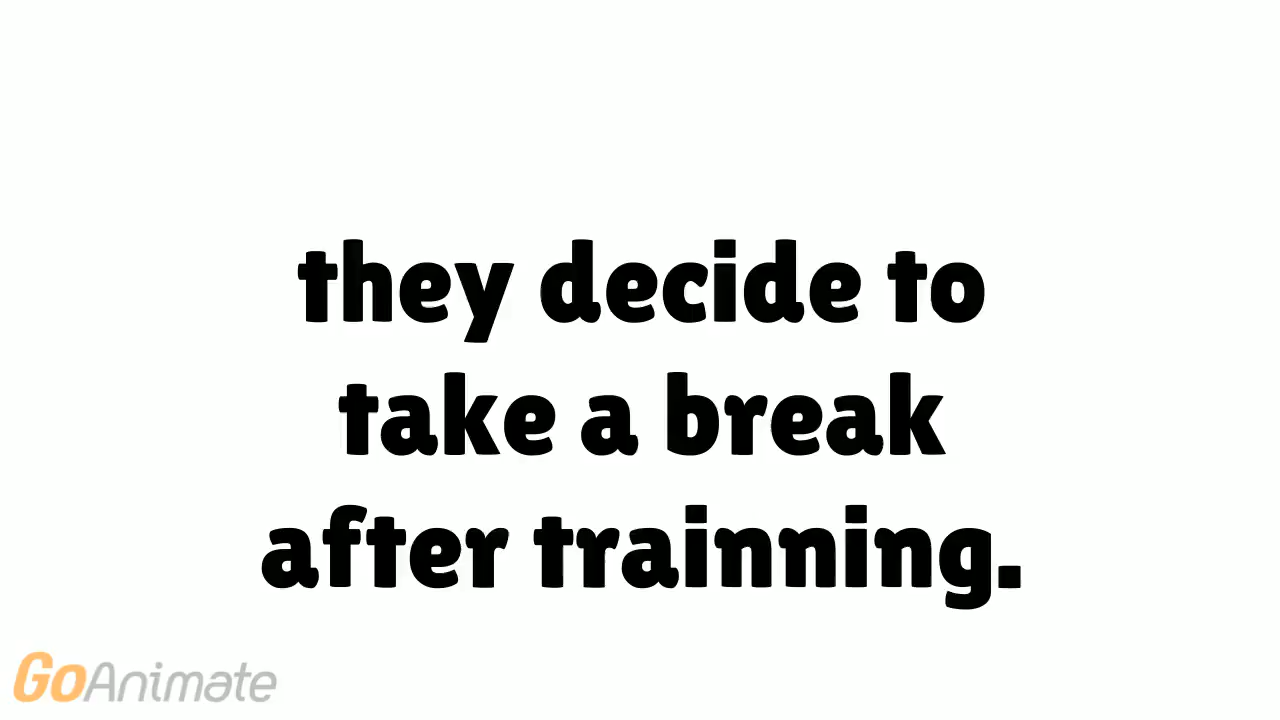 they decide to
take a break
after trainning.
GoAnimate